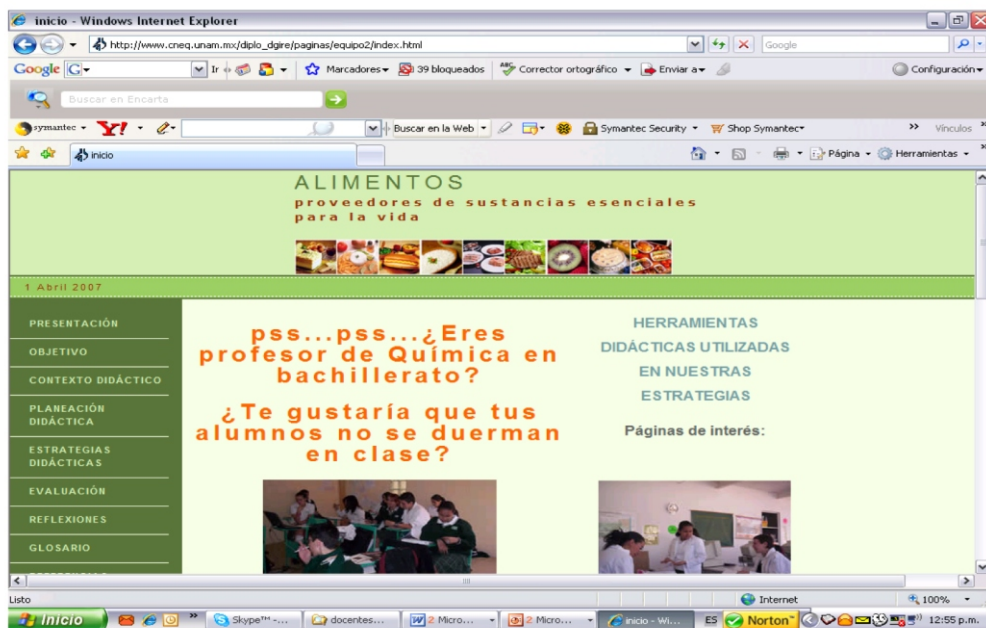 inicio - Windows Internet Explorer
http://www.cneq.unam.mx/diplo_dgire/paginas/equipo2/index.html
Google
Google
Ir
Marcadores
39 bloqueados
Corrector ortográfico
Enviar a
Configuración
Buscar en Encarta
symantec
Y!
Buscar en la Web
Symantec Security
Shop Symantec
Vínculos
inicio
Página
Herramientas
ALIMENTOS
proveedores de sustancias esenciales
para la vida
1 Abril 2007
PRESENTACIÓN
OBJETIVO
CONTEXTO DIDÁCTICO
PLANEACIÓN
DIDÁCTICA
ESTRATEGIAS
DIDÁCTICAS
EVALUACIÓN
REFLEXIONES
GLOSARIO
pss...pss...¿Eres
profesor de Química en
bachillerato?
¿Te gustaría que tus
alumnos no se duerman
en clase?
HERRAMIENTAS
DIDÁCTICAS UTILIZADAS
EN NUESTRAS
ESTRATEGIAS
Páginas de interés:
Listo
Internet
100%
Inicio
Skype™ -...
docentes...
2 Micro...
2 Micro...
inicio - Wi...
ES
Norton™
12:55 p.m.